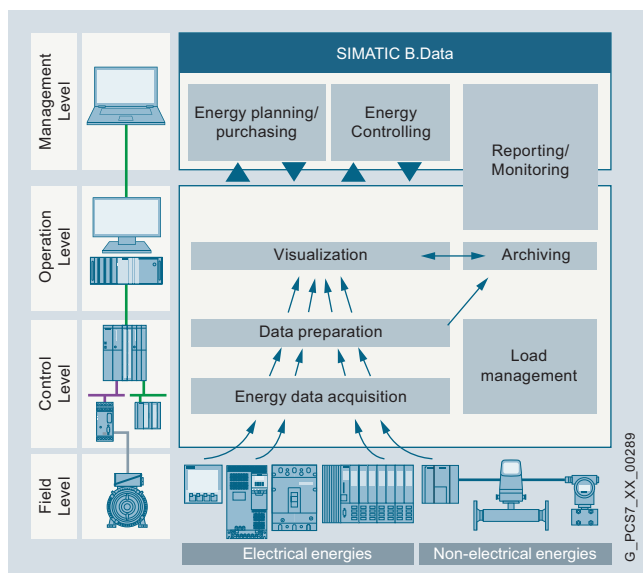 SIMATIC B.Data
Management
Level
Energy planning/
purchasing
Energy
Controlling
Reporting/
Monitoring
Operation
Level
Visualization
Archiving
Control
Level
Data preparation
Energy data acquisition
Load
management
Field
Level
Electrical energies
Non-electrical energies
G_PCS7_XX_00289